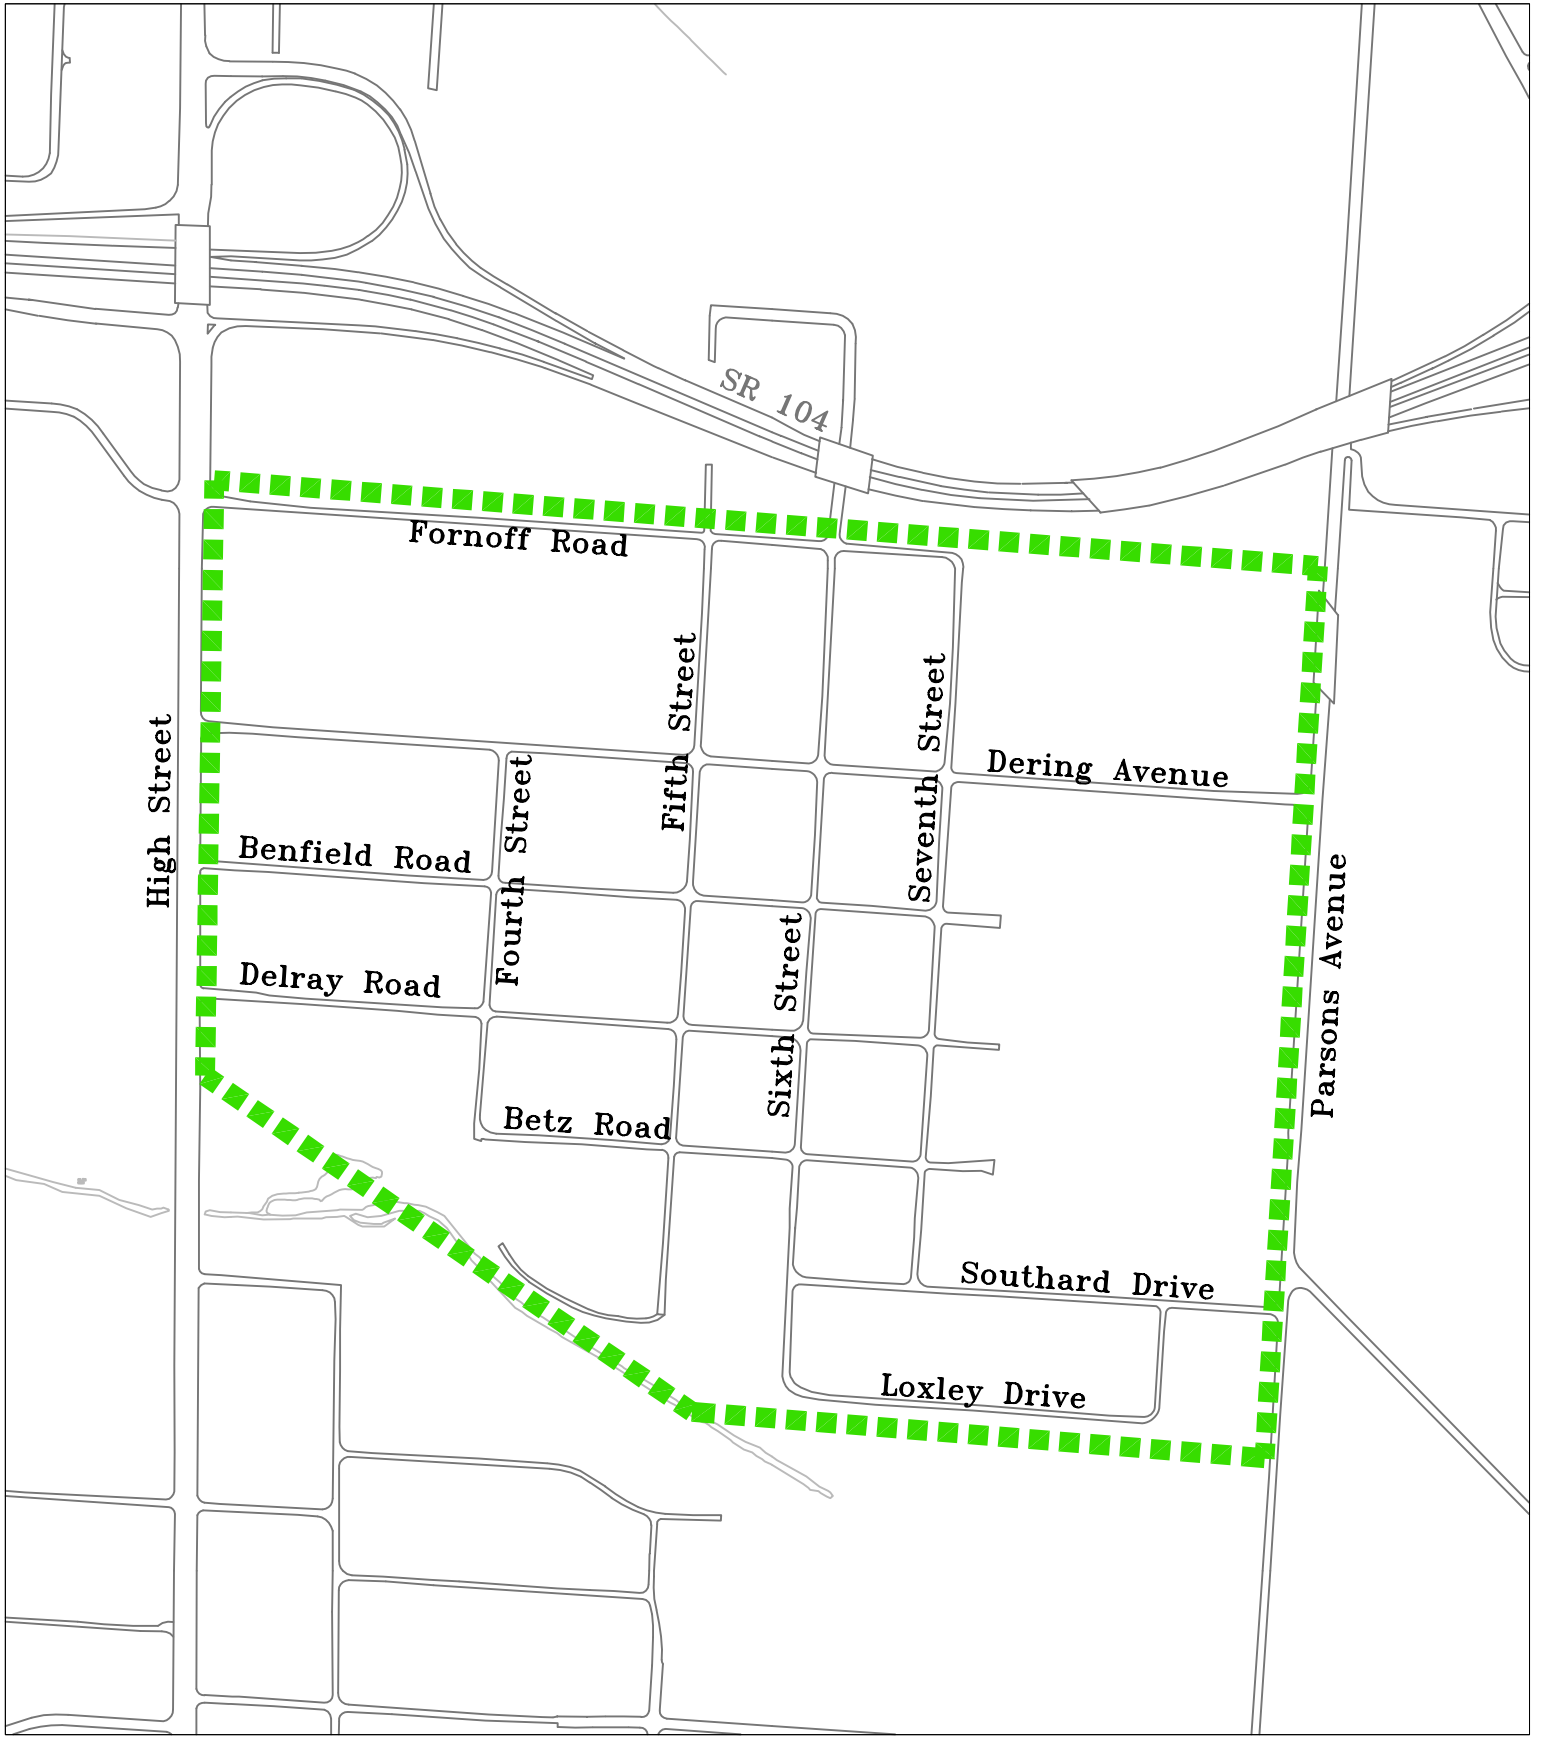 SR 104
Fornoff Road
Fifth Street
Seventh Street
High Street
Fourth Street
Dering Avenue
Benfield Road
Parsons Avenue
Sixth Street
Delray Road
Betz Road
Southard Drive
Loxley Drive